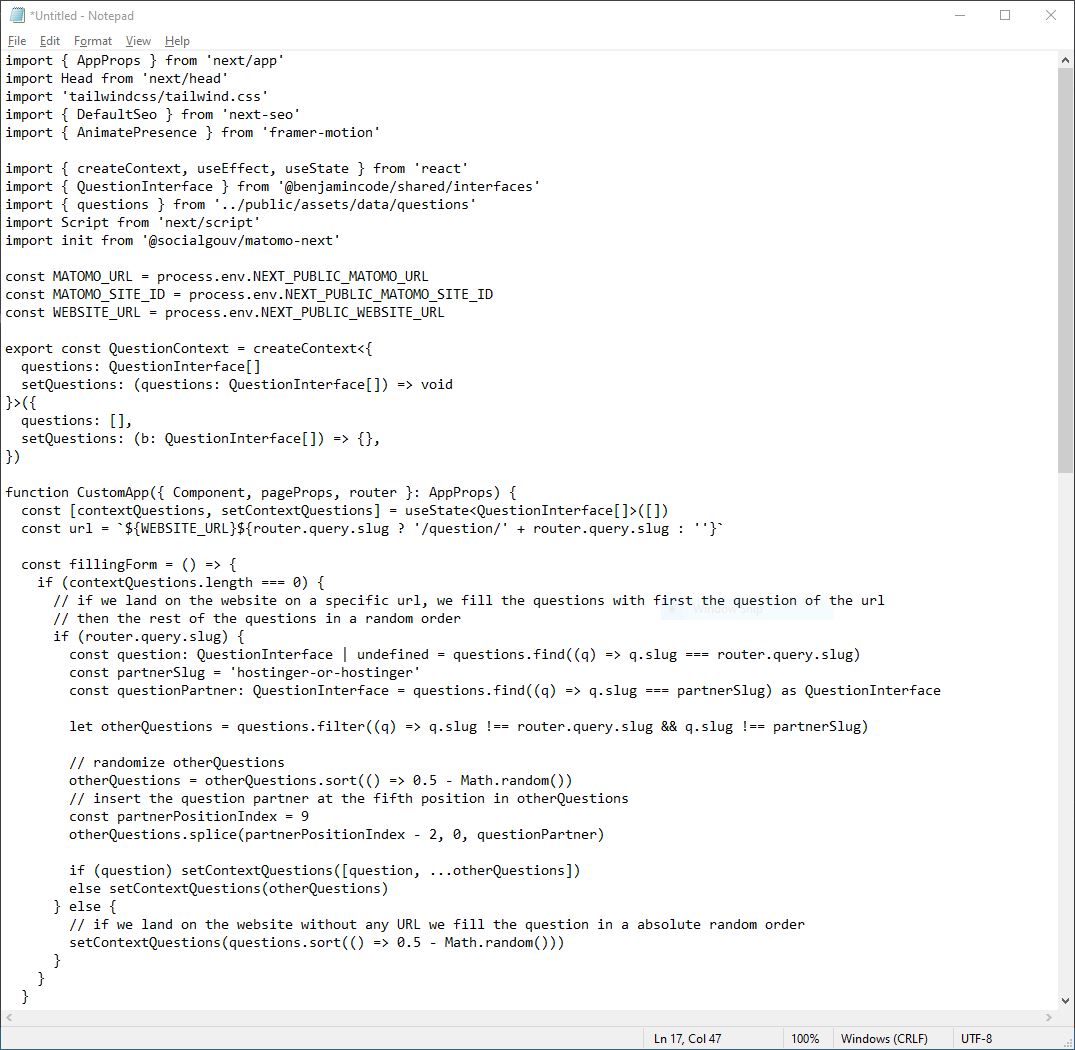 *Untitled - Notepad
File Edit Format View Help
import { AppProps } from 'next/app'
import Head from 'next/head'
import 'tailwindcss/tailwind.css'
import { DefaultSeo } from 'next-seo'
import { AnimatePresence } from 'framer-motion'

import { createContext, useEffect, useState } from 'react'
import { QuestionInterface } from '@benjamincode/shared/interfaces'
import { questions } from '../public/assets/data/questions'
import Script from 'next/script'
import init from '@socialgouv/matomo-next'

const MATOMO_URL = process.env.NEXT_PUBLIC_MATOMO_URL
const MATOMO_SITE_ID = process.env.NEXT_PUBLIC_MATOMO_SITE_ID
const WEBSITE_URL = process.env.NEXT_PUBLIC_WEBSITE_URL

export const QuestionContext = createContext<{
  questions: QuestionInterface[]
  setQuestions: (questions: QuestionInterface[]) => void
}>({
  questions: [],
  setQuestions: (b: QuestionInterface[]) => {},
})

function CustomApp({ Component, pageProps, router }: AppProps) {
  const [contextQuestions, setContextQuestions] = useState<QuestionInterface[]>([])
  const url = `${WEBSITE_URL}${router.query.slug ? '/question/' + router.query.slug : ''}`

  const fillingForm = () => {
    if (contextQuestions.length === 0) {
      // if we land on the website on a specific url, we fill the questions with first the question of the url
      // then the rest of the questions in a random order
      if (router.query.slug) {
        const question: QuestionInterface | undefined = questions.find((q) => q.slug === router.query.slug)
        const partnerSlug = 'hostinger-or-hostinger'
        const questionPartner: QuestionInterface = questions.find((q) => q.slug === partnerSlug) as QuestionInterface

        let otherQuestions = questions.filter((q) => q.slug !== router.query.slug && q.slug !== partnerSlug)

        // randomize otherQuestions
        otherQuestions = otherQuestions.sort(() => 0.5 - Math.random())
        // insert the question partner at the fifth position in otherQuestions
        const partnerPositionIndex = 9
        otherQuestions.splice(partnerPositionIndex - 2, 0, questionPartner)

        if (question) setContextQuestions([question, ...otherQuestions])
        else setContextQuestions(otherQuestions)
      } else {
        // if we land on the website without any URL we fill the question in a absolute random order
        setContextQuestions(questions.sort(() => 0.5 - Math.random()))
      }
    }
  }
Ln 17, Col 47 100% Windows (CRLF) UTF-8